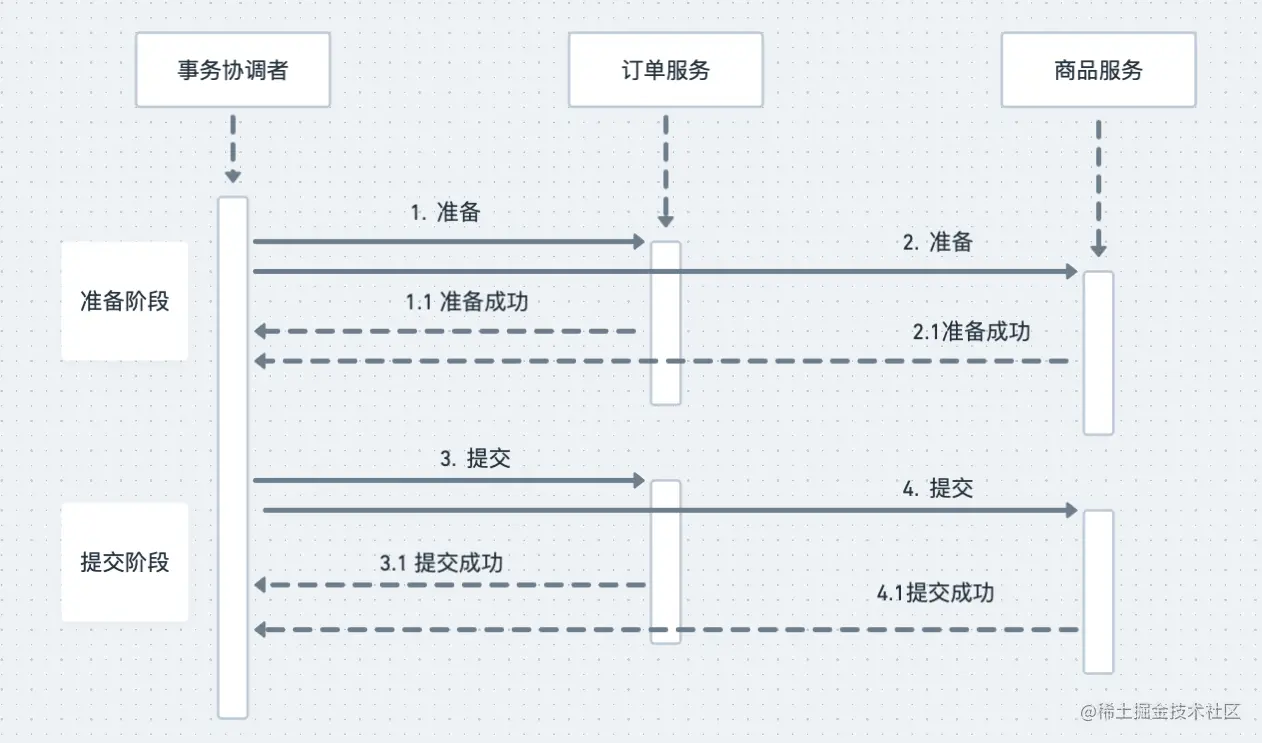 事务协调者
订单服务
商品服务
1. 准备
2. 准备
准备阶段
1.1 准备成功
2.1准备成功
3. 提交
4. 提交
提交阶段
3.1 提交成功
4.1提交成功
@稀土掘金技术社区